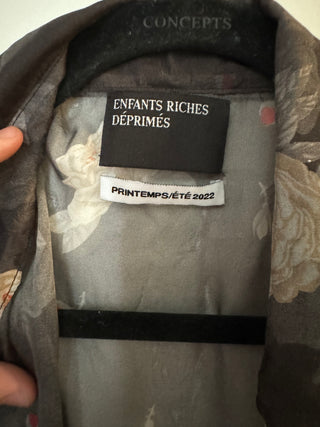 CONCEPTS
ENFANTS RICHES
DÉPRIMÉS
PRINTEMPS/ÉTÉ 2022